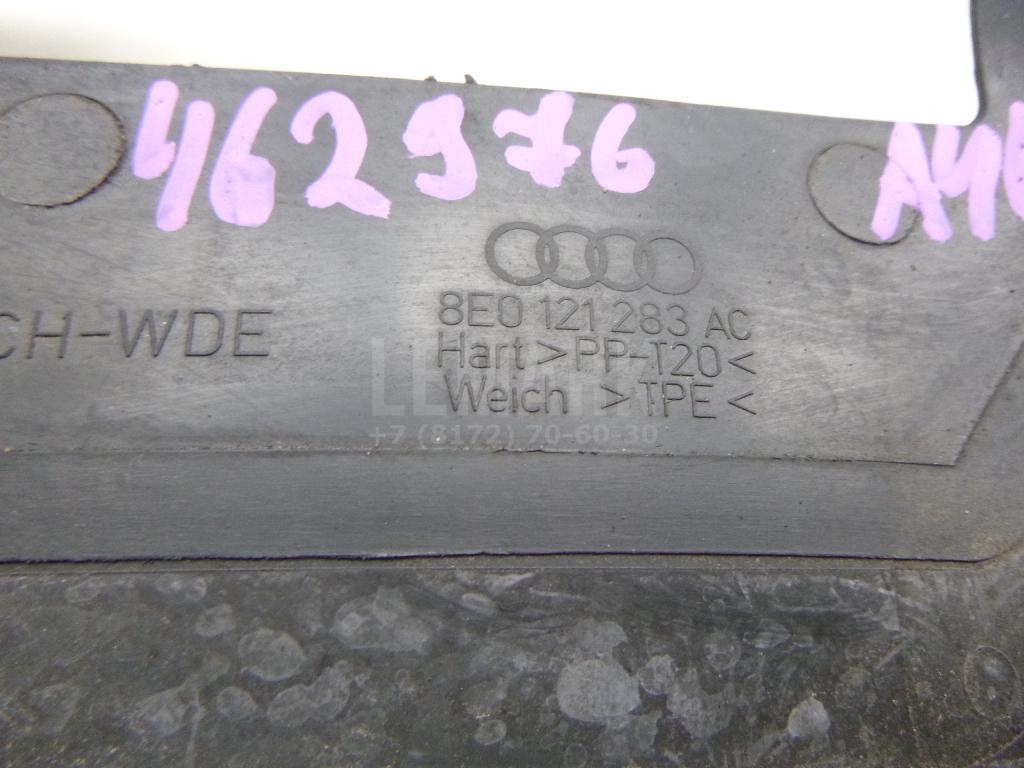 462976
CH-WDE
8E0 121 283 AC
Hart >PP-T20<
Weich >TPE<
+7 (8172) 70-60-30